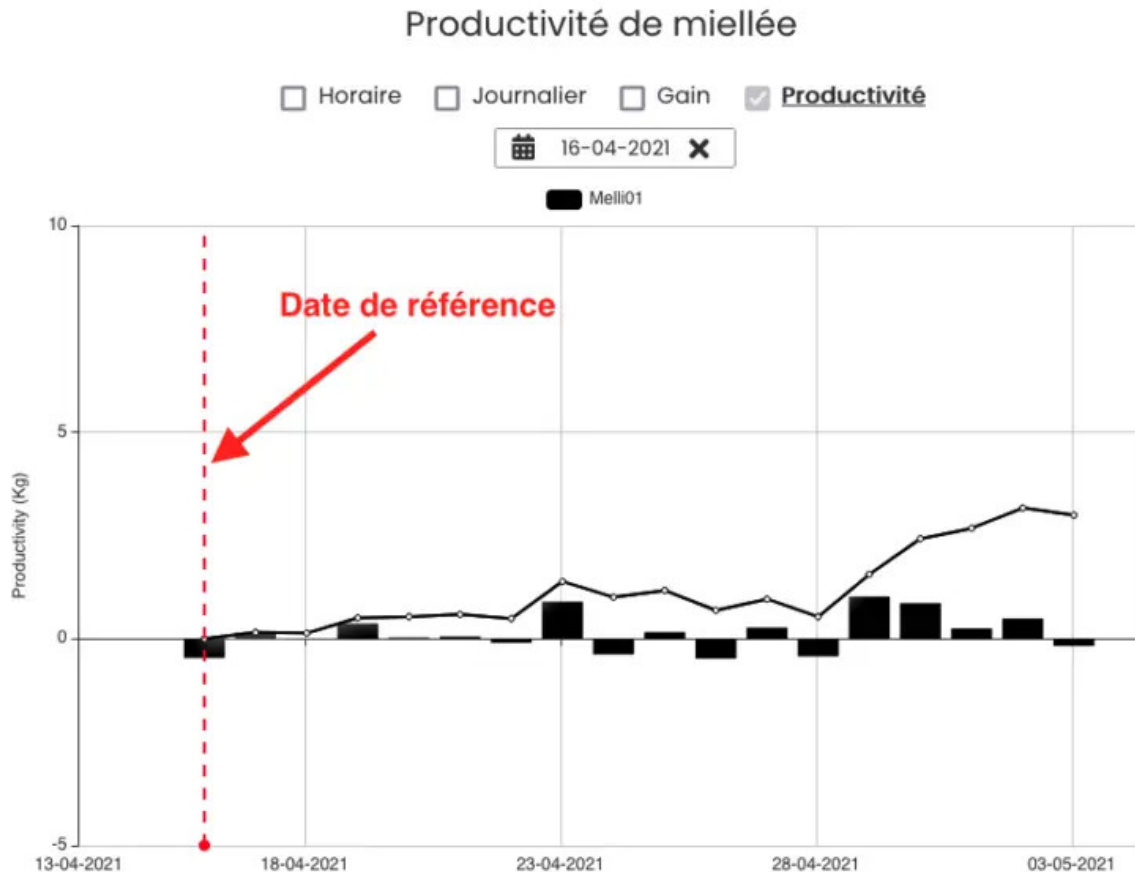 Productivité de miellée
Horaire Journalier Gain Productivité
16-04-2021
Melli01
10
Date de référence
5
Productivity (Kg)
0
-5
13-04-2021 18-04-2021 23-04-2021 28-04-2021 03-05-2021